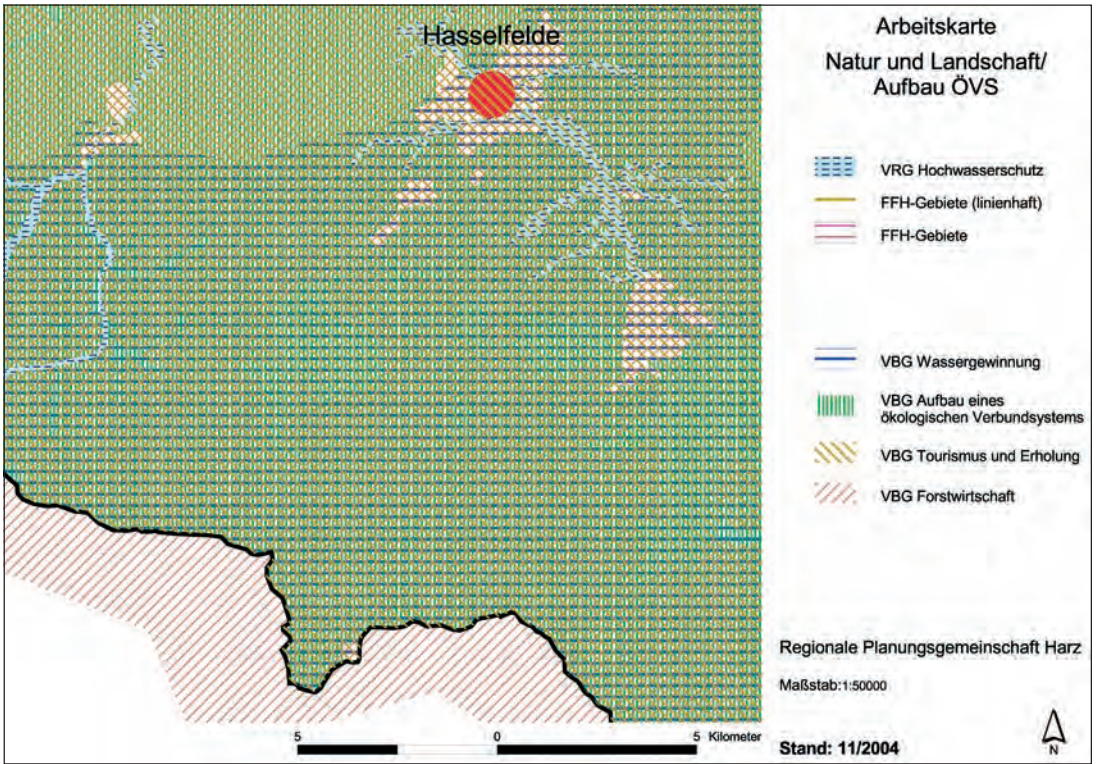 Hasselfelde
Arbeitskarte
Natur und Landschaft/
Aufbau ÖVS
VRG Hochwasserschutz
FFH-Gebiete (linienhaft)
FFH-Gebiete
VBG Wassergewinnung
VBG Aufbau eines
ökologischen Verbundsystems
VBG Tourismus und Erholung
VBG Forstwirtschaft
Regionale Planungsgemeinschaft Harz
Maßstab:1:50000
5 0 5 Kilometer
Stand: 11/2004
N